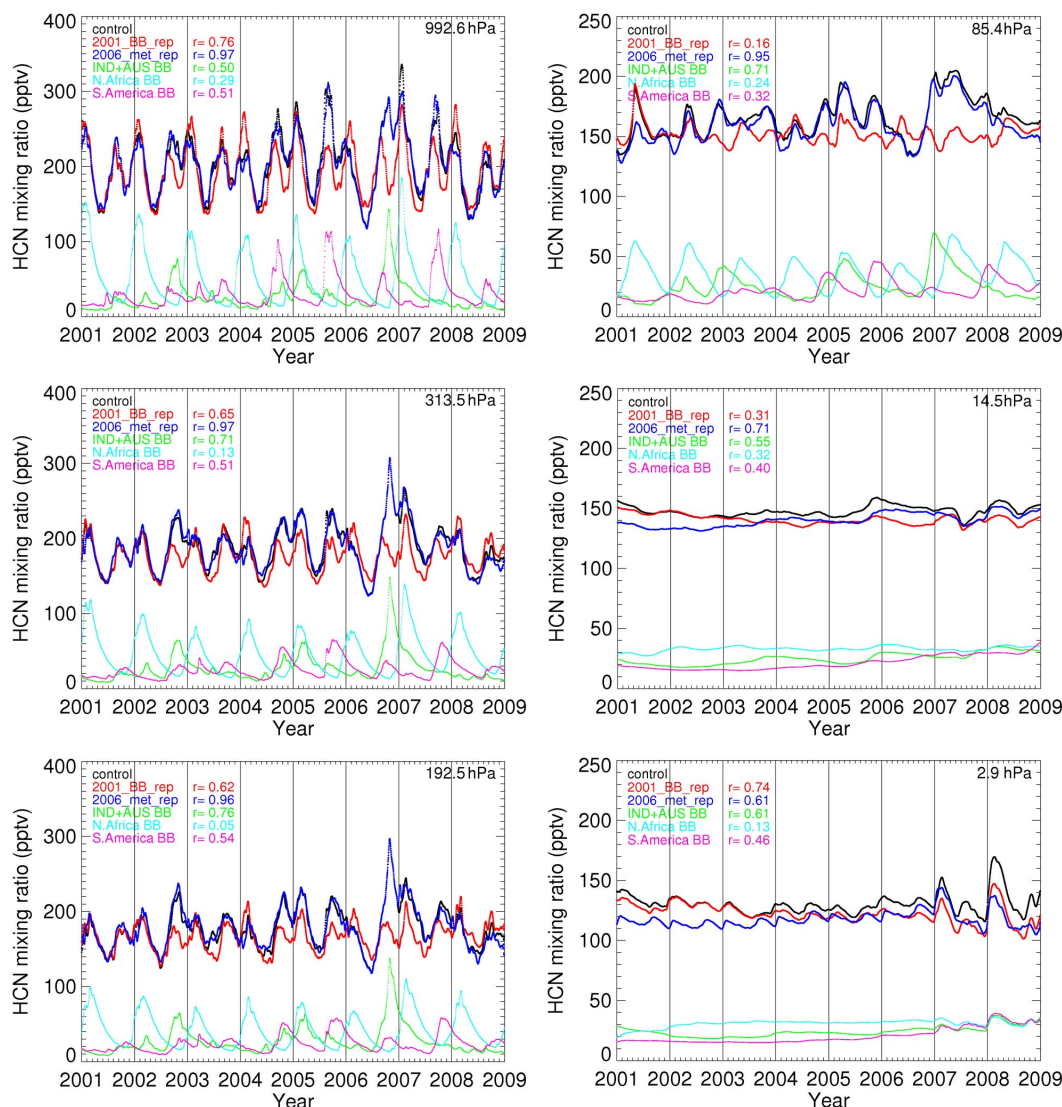 400
300
200
100
0
HCN mixing ratio (pptv)
992.6 hPa
control
2001_BB_rep r= 0.76
2006_met_rep r= 0.97
IND+AUS BB r= 0.50
N.Africa BB r= 0.29
S.America BB r= 0.51
2001 2002 2003 2004 2005 2006 2007 2008 2009
Year
250
200
150
100
50
0
HCN mixing ratio (pptv)
85.4 hPa
control
2001_BB_rep r= 0.16
2006_met_rep r= 0.95
IND+AUS BB r= 0.71
N.Africa BB r= 0.24
S.America BB r= 0.32
2001 2002 2003 2004 2005 2006 2007 2008 2009
Year
400
300
200
100
0
HCN mixing ratio (pptv)
313.5 hPa
control
2001_BB_rep r= 0.65
2006_met_rep r= 0.97
IND+AUS BB r= 0.71
N.Africa BB r= 0.13
S.America BB r= 0.51
2001 2002 2003 2004 2005 2006 2007 2008 2009
Year
250
200
150
100
50
0
HCN mixing ratio (pptv)
14.5 hPa
control
2001_BB_rep r= 0.31
2006_met_rep r= 0.71
IND+AUS BB r= 0.55
N.Africa BB r= 0.32
S.America BB r= 0.40
2001 2002 2003 2004 2005 2006 2007 2008 2009
Year
400
300
200
100
0
HCN mixing ratio (pptv)
192.5 hPa
control
2001_BB_rep r= 0.62
2006_met_rep r= 0.96
IND+AUS BB r= 0.76
N.Africa BB r= 0.05
S.America BB r= 0.54
2001 2002 2003 2004 2005 2006 2007 2008 2009
Year
250
200
150
100
50
0
HCN mixing ratio (pptv)
2.9 hPa
control
2001_BB_rep r= 0.74
2006_met_rep r= 0.61
IND+AUS BB r= 0.61
N.Africa BB r= 0.13
S.America BB r= 0.46
2001 2002 2003 2004 2005 2006 2007 2008 2009
Year